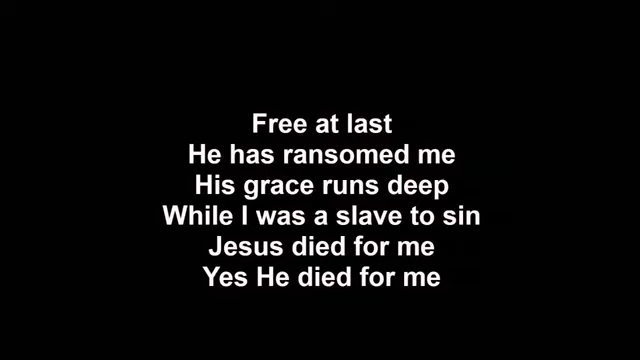 Free at last
He has ransomed me
His grace runs deep
While I was a slave to sin
Jesus died for me
Yes He died for me